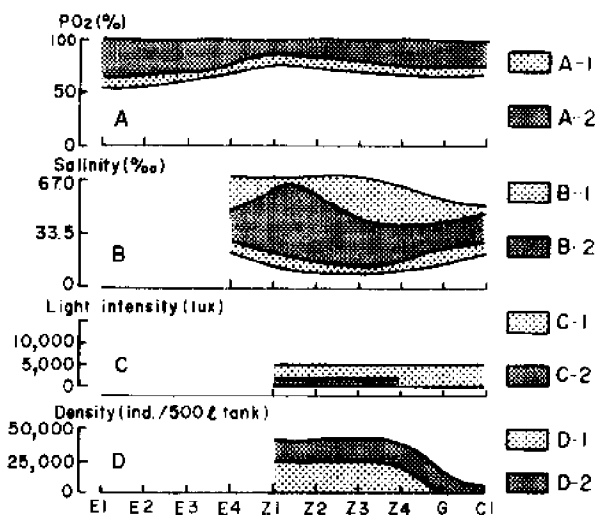 PO2(%)
100
50
0
A
A-1
A-2
Salinity(‰)
670
33.5
0
B
B-1
B-2
Light intensity(lux)
10,000
5,000
0
C
C-1
C-2
Density(ind./500 ℓ tank)
50,000
25,000
0
D
D-1
D-2
E1 E2 E3 E4 Z1 Z2 Z3 Z4 G C1